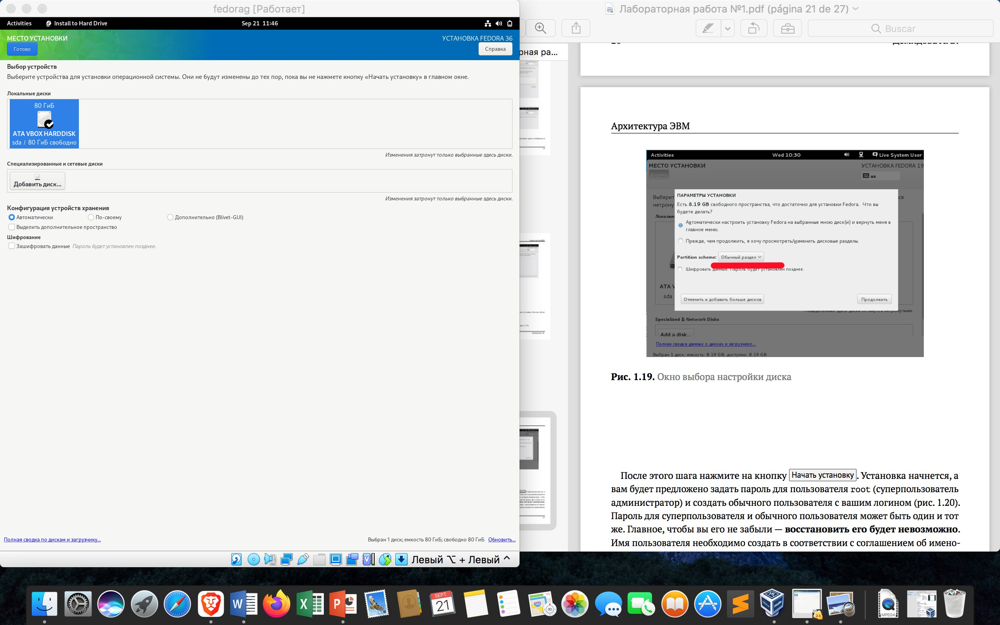 fedorag [Работает]
Activities
Install to Hard Drive
Sep 21 11:46
МЕСТО УСТАНОВКИ
УСТАНОВКА FEDORA 36
Готово
Справка
Выбор устройств
Выберите устройства для установки операционной системы. Они не будут изменены до тех пор, пока вы не нажмете кнопку «Начать установку» в главном окне.
Локальные диски
80 ГиБ
ATA VBOX HARDDISK
sda / 80 ГиБ свободно
Изменения затронут только выбранные здесь диски.
Специализированные и сетевые диски
Добавить диск...
Изменения затронут только выбранные здесь диски.
Конфигурация устройств хранения
Автоматически
По-своему
Дополнительно (Blivet-GUI)
Выделить дополнительное пространство
Шифрование
Зашифровать данные
Пароль будет установлен позднее.
Полная сводка по дискам и загрузчику...
Выбран 1 диск; емкость 80 ГиБ; свободно 80 ГиБ
Обновить...
Левый ⌥ + Левый ^
Лабораторная работа №1.pdf (página 21 de 27)
Buscar
рная ра...
Архитектура ЭВМ
Activities
Wed 10:30
Live System User
МЕСТО УСТАНОВКИ
УСТАНОВКА FEDORA 19
Готово
us
ПАРАМЕТРЫ УСТАНОВКИ
Есть 8.19 GB свободного пространства, что достаточно для установки Fedora. Что вы
будете делать?
Автоматически настроить установку Fedora на выбранные мною диск(и) и вернуть меня в
главное меню.
Прежде, чем продолжить, я хочу просмотреть/изменить дисковые разделы.
Partition scheme:
Обычный раздел
Шифровать данные. Пароль будет установлен позднее.
ATA V
sda
Отменить и добавить больше дисков
Продолжить
Specialized & Network Disks
Add a disk...
Полная сводка данных о дисках и загрузчике...
Выбран 1 диск; емкость: 8.19 GB; доступно: 8.19 GB
Рис. 1.19. Окно выбора настройки диска
После этого шага нажмите на кнопку Начать установку. Установка начнется, а
вам будет предложено задать пароль для пользователя root (суперпользователь
администратор) и создать обычного пользователя с вашим логином (рис. 1.20).
Пароль для суперпользователя и обычного пользователя может быть один и тот
же. Главное, чтобы вы его не забыли — восстановить его будет невозможно.
Имя пользователя необходимо создать в соответствии с соглашением об имено-
SEPT.
21
MPEG4